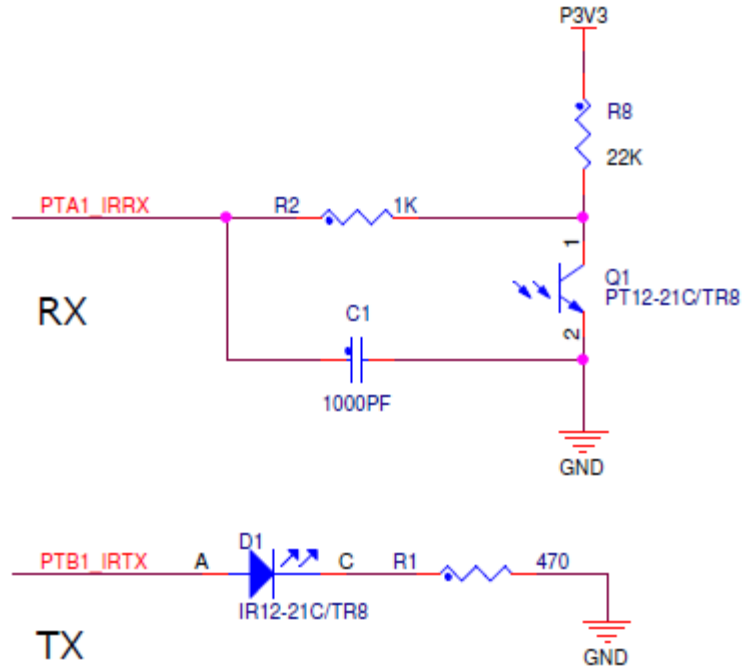 P3V3
R8
22K
PTA1_IRRX
R2
1K
1
Q1
PT12-21C/TR8
RX
C1
2
1000PF
GND
D1
PTB1_IRTX
A
C
R1
470
IR12-21C/TR8
TX
GND